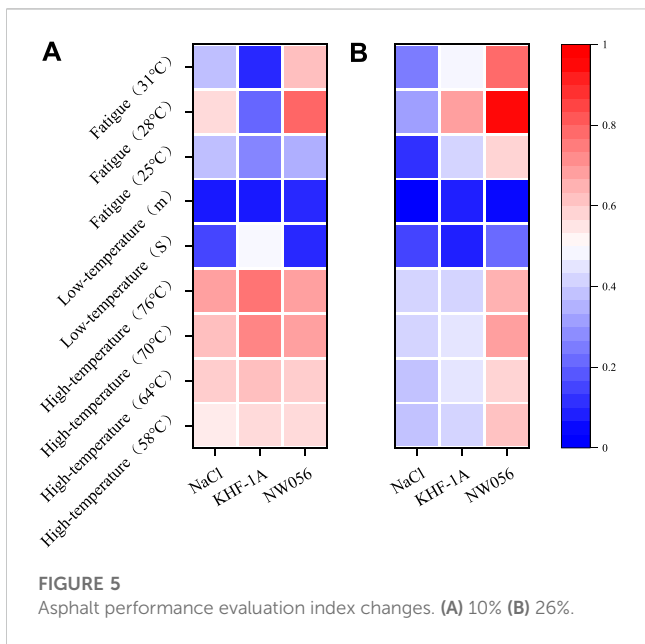 A
B
Fatigue（31℃）
Fatigue（28℃）
Fatigue（25℃）
Low-temperature（m）
Low-temperature（S）
High-temperature（76℃）
High-temperature（70℃）
High-temperature（64℃）
High-temperature（58℃）
NaCl
KHF-1A
NW056
NaCl
KHF-1A
NW056
1
0.8
0.6
0.4
0.2
0
FIGURE 5
Asphalt performance evaluation index changes. (A) 10% (B) 26%.